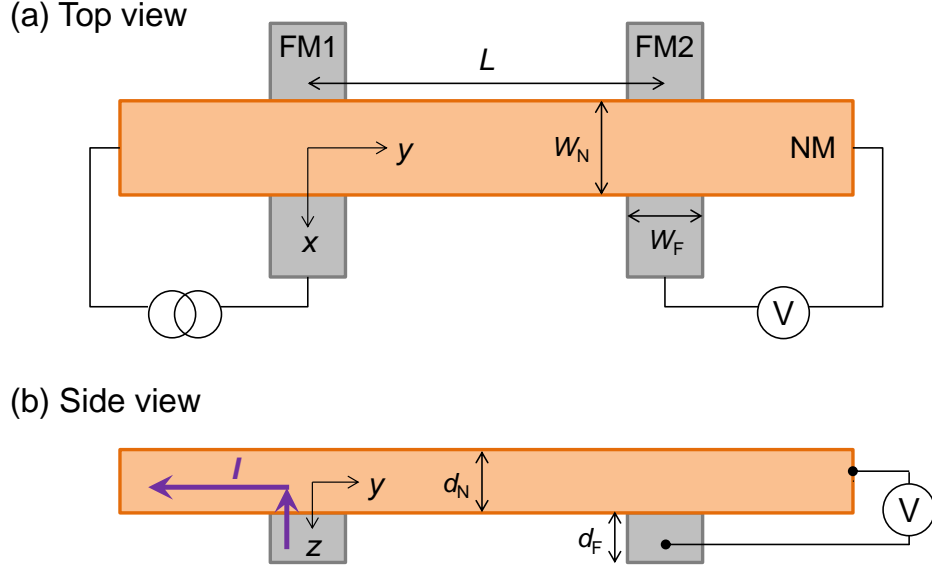 (a) Top view
FM1
FM2
L
W_N
NM
y
x
W_F
V
(b) Side view
I
y
d_N
V
z
d_F